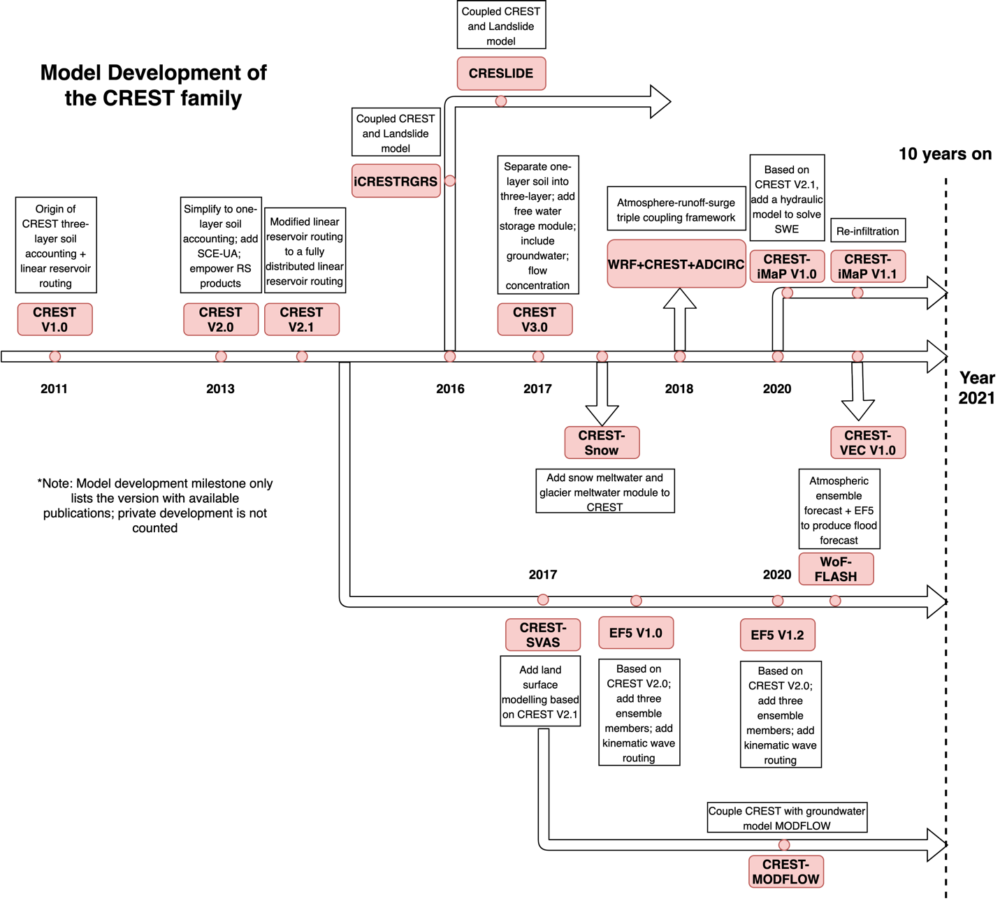 Model Development of
the CREST family
Coupled CREST
and Landslide
model
CRESLIDE
Coupled CREST
and Landslide
model
iCRESTRGRS
10 years on
Origin of
CREST three-
layer soil
accounting +
linear reservoir
routing
CREST
V1.0
Simplify to one-
layer soil
accounting; add
SCE-UA;
empower RS
products
CREST
V2.0
Modified linear
reservoir routing
to a fully
distributed linear
reservoir routing
CREST
V2.1
Separate one-
layer soil into
three-layer; add
free water
storage module;
include
groundwater;
flow
concentration
CREST
V3.0
Atmosphere-runoff-surge
triple coupling framework
WRF+CREST+ADCIRC
Based on
CREST V2.1,
add a hydraulic
model to solve
SWE
CREST-
iMaP V1.0
Re-infiltration
CREST-
iMaP V1.1
2011
2013
2016
2017
2018
2020
Year
2021
CREST-
Snow
Add snow meltwater and
glacier meltwater module to
CREST
CREST-
VEC V1.0
*Note: Model development milestone only
lists the version with available
publications; private development is not
counted
Atmospheric
ensemble
forecast + EF5
to produce flood
forecast
WoF-
FLASH
2017
2020
CREST-
SVAS
Add land
surface
modelling based
on CREST V2.1
EF5 V1.0
Based on
CREST V2.0;
add three
ensemble
members; add
kinematic wave
routing
EF5 V1.2
Based on
CREST V2.0;
add three
ensemble
members; add
kinematic wave
routing
Couple CREST with groundwater
model MODFLOW
CREST-
MODFLOW